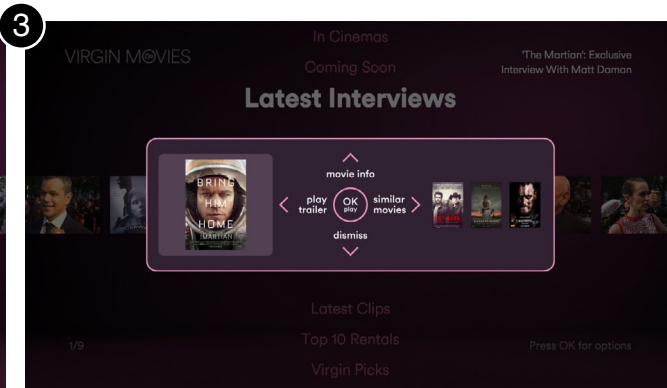 3
In Cinemas
VIRGIN MOVIES
Coming Soon
'The Martian': Exclusive
Interview With Matt Damon
Latest Interviews
BRING
HIM
HOME
MARTIAN
movie info
play
trailer
OK
play
similar
movies
dismiss
Latest Clips
1/9
Top 10 Rentals
Press OK for options
Virgin Picks